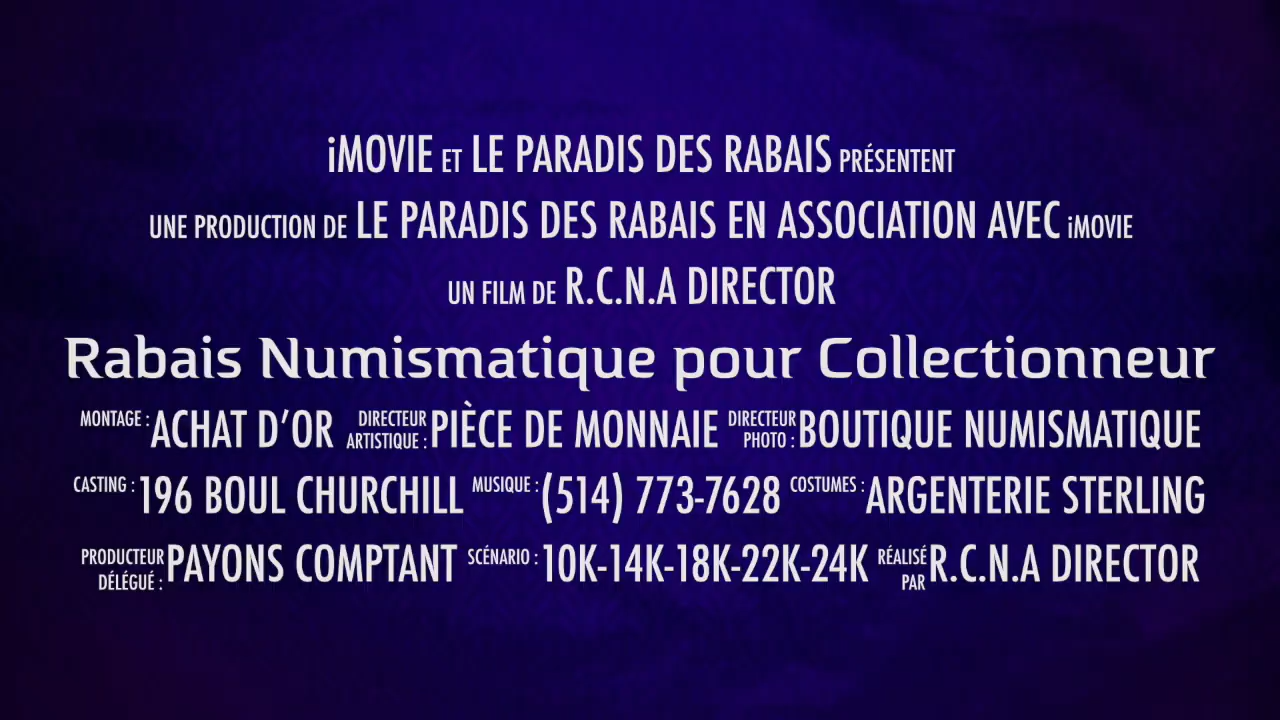 iMOVIE ET LE PARADIS DES RABAIS PRÉSENTENT
UNE PRODUCTION DE LE PARADIS DES RABAIS EN ASSOCIATION AVEC iMOVIE
UN FILM DE R.C.N.A DIRECTOR
Rabais Numismatique pour Collectionneur
MONTAGE : ACHAT D'OR DIRECTEUR ARTISTIQUE : PIÈCE DE MONNAIE DIRECTEUR PHOTO : BOUTIQUE NUMISMATIQUE
CASTING : 196 BOUL CHURCHILL MUSIQUE : (514) 773-7628 COSTUMES : ARGENTERIE STERLING
PRODUCTEUR DÉLÉGUÉ : PAYONS COMPTANT SCÉNARIO : 10K-14K-18K-22K-24K RÉALISÉ PAR R.C.N.A DIRECTOR